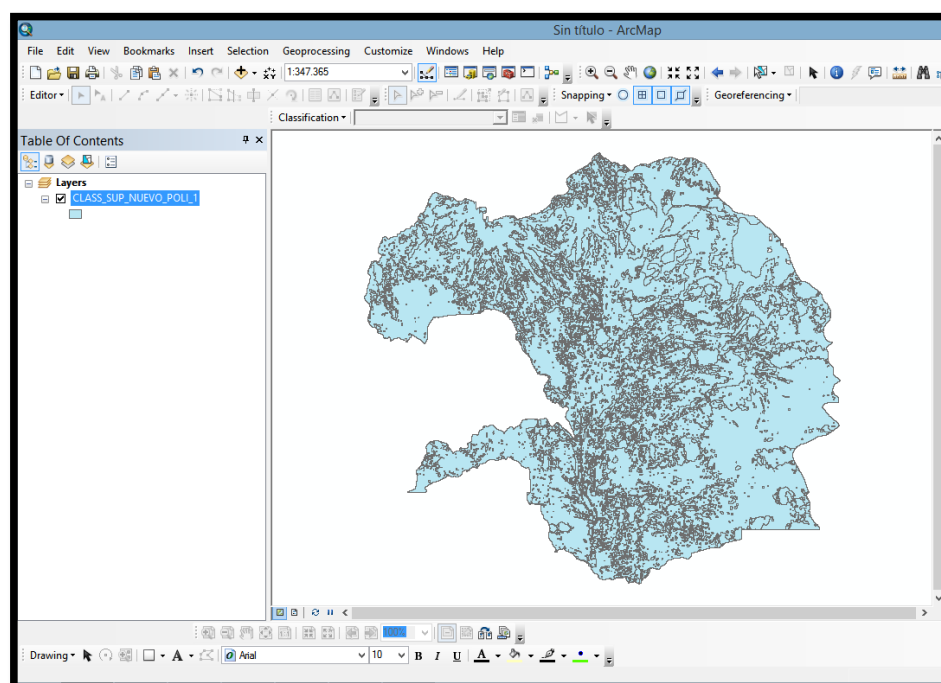 Sin título - ArcMap
File Edit View Bookmarks Insert Selection Geoprocessing Customize Windows Help
1:347.365
Editor Snapping Georeferencing
Classification
Table Of Contents
Layers
CLASS_SUP_NUEVO_POLI_1
100%
Drawing A Arial 10 B I U A